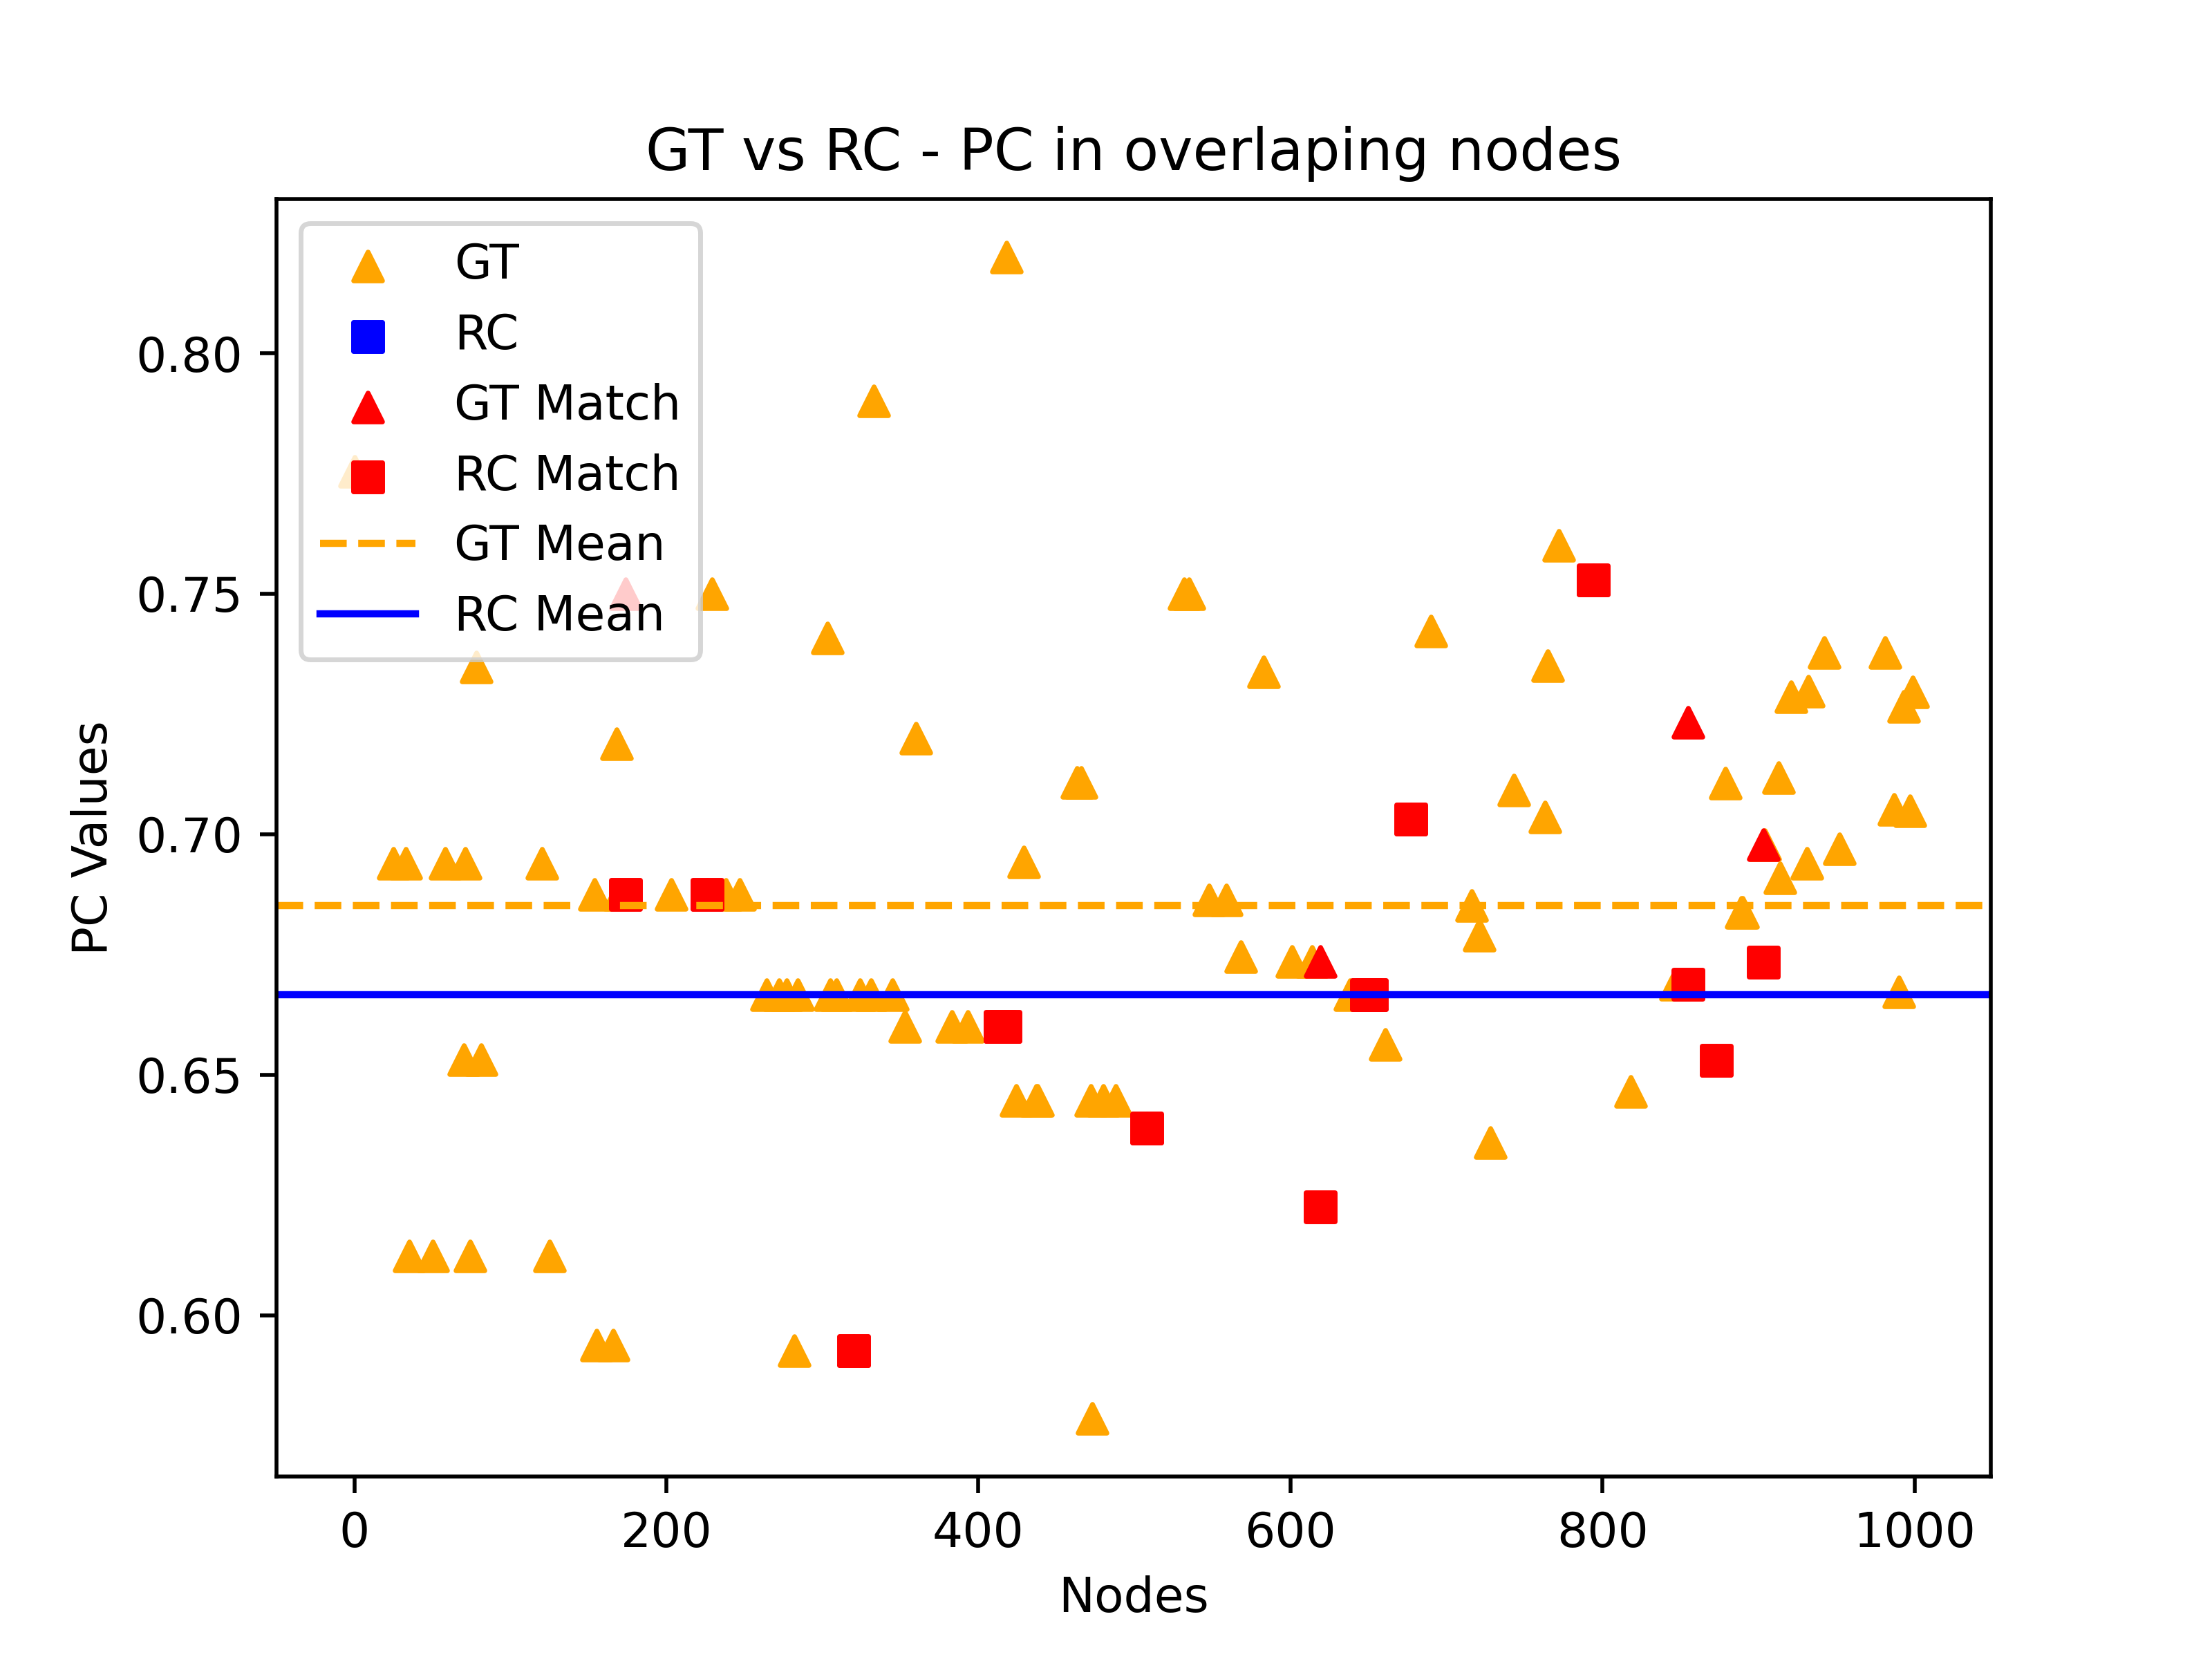 GT vs RC - PC in overlaping nodes
GT
RC
GT Match
RC Match
GT Mean
RC Mean
PC Values
0.80
0.75
0.70
0.65
0.60
0 200 400 600 800 1000
Nodes